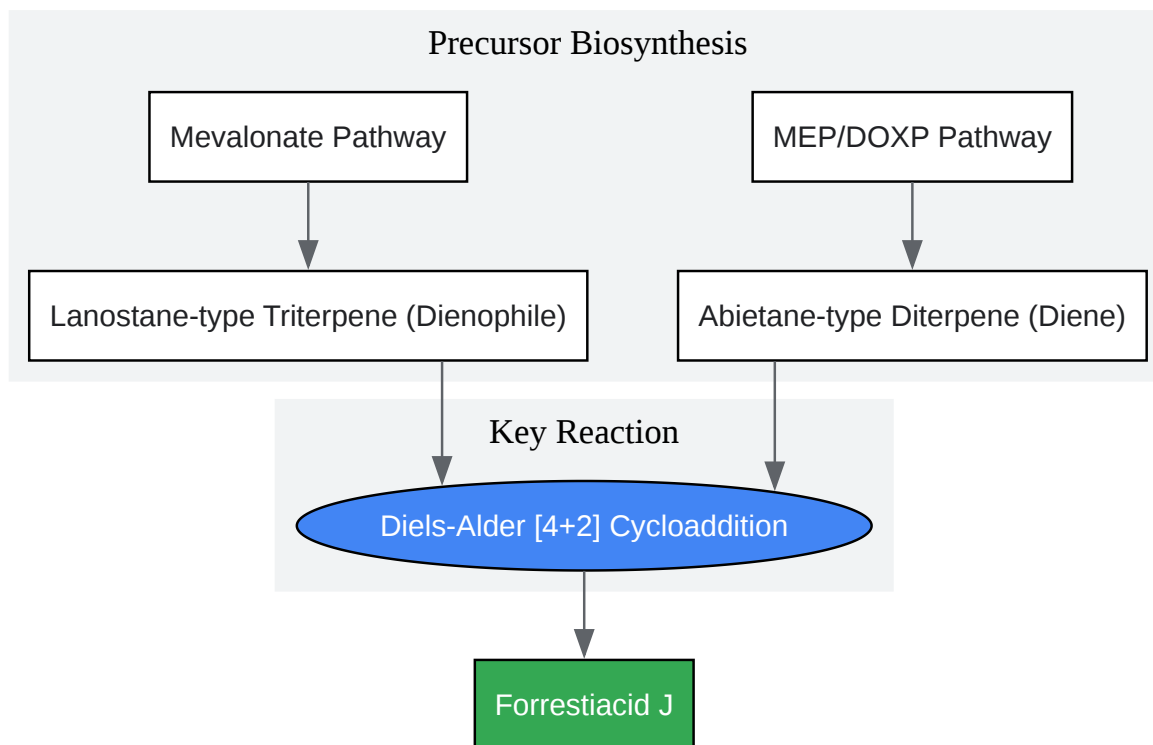 Precursor Biosynthesis
Mevalonate Pathway
MEP/DOXP Pathway
Lanostane-type Triterpene (Dienophile)
Abietane-type Diterpene (Diene)
Key Reaction
Diels-Alder [4+2] Cycloaddition
Forrestiacid J